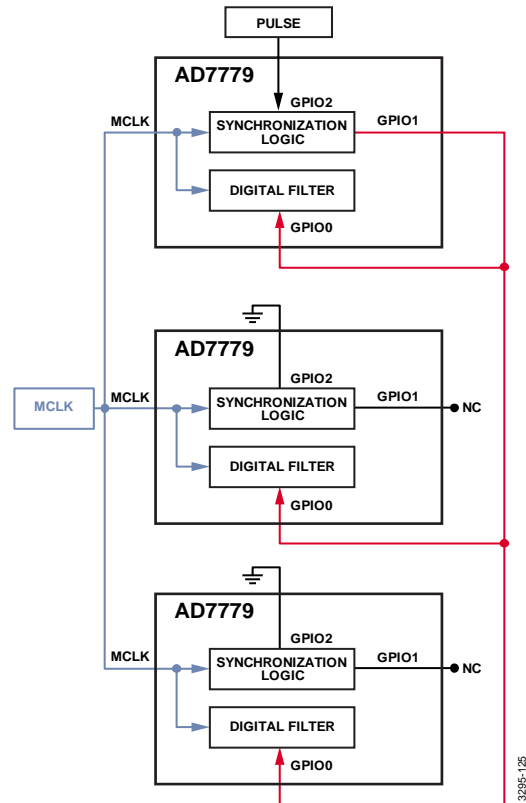 PULSE
AD7779
GPIO2
MCLK
SYNCHRONIZATION
LOGIC
GPIO1
DIGITAL FILTER
GPIO0
AD7779
GPIO2
MCLK
MCLK
SYNCHRONIZATION
LOGIC
GPIO1
NC
DIGITAL FILTER
GPIO0
AD7779
GPIO2
MCLK
SYNCHRONIZATION
LOGIC
GPIO1
NC
DIGITAL FILTER
GPIO0
3295-125